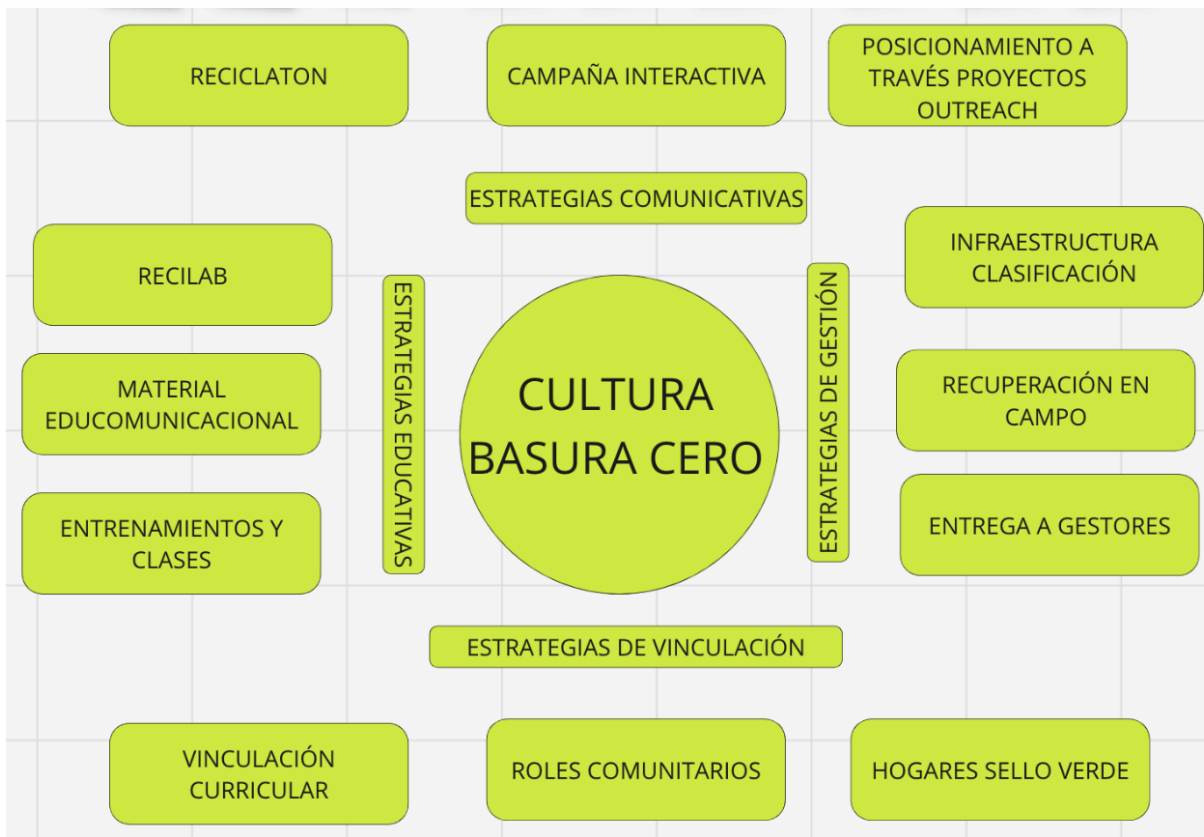 RECICLATON
CAMPAÑA INTERACTIVA
POSICIONAMIENTO A
TRAVÉS PROYECTOS
OUTREACH
ESTRATEGIAS COMUNICATIVAS
RECILAB
MATERIAL
EDUCOMUNICACIONAL
ENTRENAMIENTOS Y
CLASES
ESTRATEGIAS EDUCATIVAS
CULTURA
BASURA CERO
ESTRATEGIAS DE GESTIÓN
INFRAESTRUCTURA
CLASIFICACIÓN
RECUPERACIÓN EN
CAMPO
ENTREGA A GESTORES
ESTRATEGIAS DE VINCULACIÓN
VINCULACIÓN
CURRICULAR
ROLES COMUNITARIOS
HOGARES SELLO VERDE